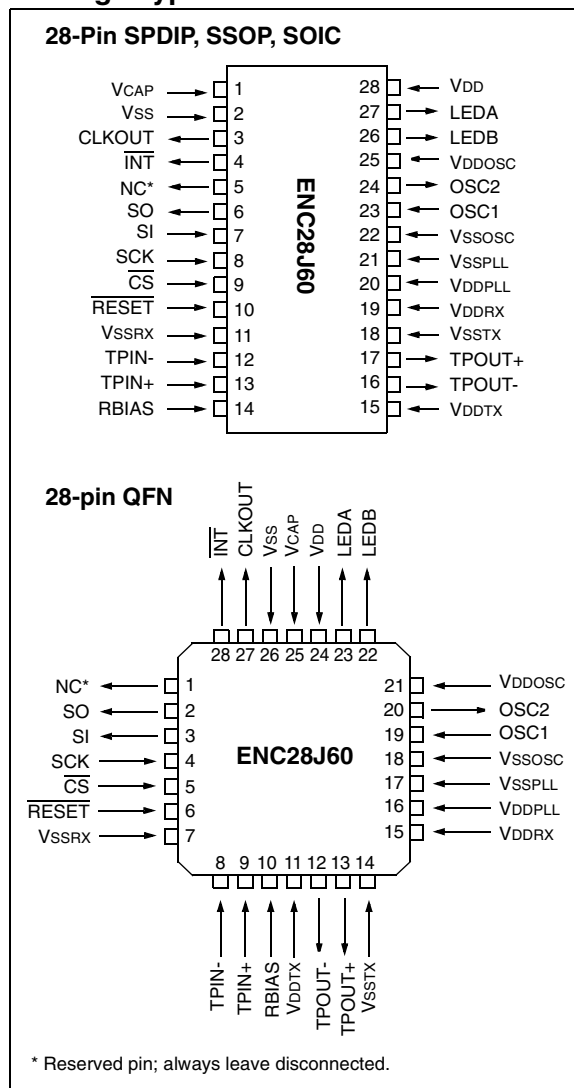 28-Pin SPDIP, SSOP, SOIC
VCAP 1 28 VDD
VSS 2 27 LEDA
CLKOUT 3 26 LEDB
INT 4 25 VDDOSC
NC* 5 24 OSC2
SO 6 23 OSC1
SI 7 22 VSSOSC
SCK 8 21 VSSPLL
CS 9 20 VDDPLL
RESET 10 19 VDDRX
VSSRX 11 18 VSSTX
TPIN- 12 17 TPOUT+
TPIN+ 13 16 TPOUT-
RBIAS 14 15 VDDTX
ENC28J60
28-pin QFN
INT CLKOUT VSS VCAP VDD LEDA LEDB
28 27 26 25 24 23 22
NC* 1 21 VDDOSC
SO 2 20 OSC2
SI 3 19 OSC1
SCK 4 18 VSSOSC
CS 5 17 VSSPLL
RESET 6 16 VDDPLL
VSSRX 7 15 VDDRX
ENC28J60
8 9 10 11 12 13 14
TPIN- TPIN+ RBIAS VDDTX TPOUT- TPOUT+ VSSTX
* Reserved pin; always leave disconnected.